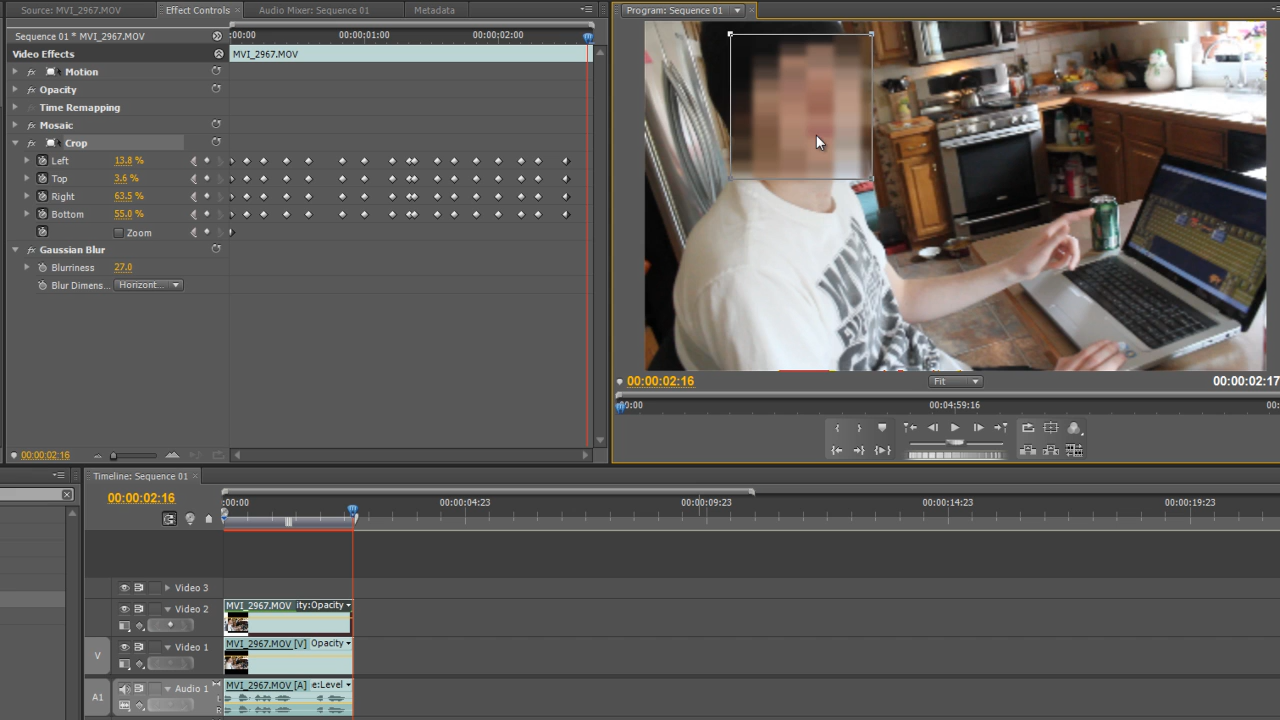 Source: MVI_2967.MOV
Effect Controls
Audio Mixer: Sequence 01
Metadata
Program: Sequence 01
Sequence 01 * MVI_2967.MOV
:00:00
00:00:01:00
00:00:02:00
Video Effects
MVI_2967.MOV
Motion
Opacity
Time Remapping
Mosaic
Crop
Left 13.8 %
Top 3.6 %
Right 63.5 %
Bottom 55.0 %
Zoom
Gaussian Blur
Blurriness 27.0
Blur Dimens... Horizont...
00:00:02:16
00:00:02:16
Fit
00:00:02:17
00:00
00:04:59:16
00:
Timeline: Sequence 01
00:00:02:16
:00:00
00:00:04:23
00:00:09:23
00:00:14:23
00:00:19:23
Video 3
Video 2
MVI_2967.MOV ity:Opacity
V
Video 1
MVI_2967.MOV [V] Opacity
A1
Audio 1
MVI_2967.MOV [A] e:Level
L
R